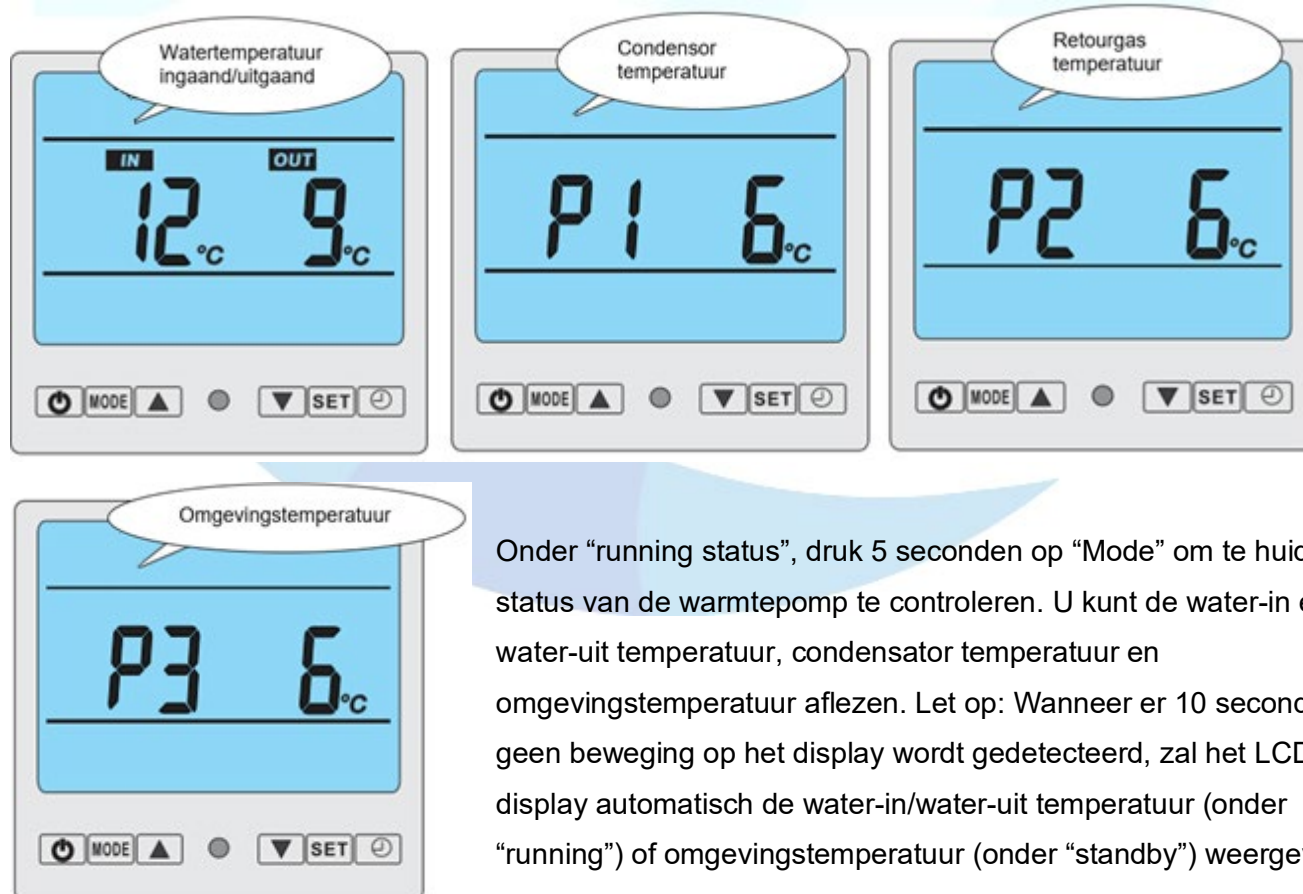 Watertemperatuur
ingaand/uitgaand
IN OUT
12 °C 9 °C
MODE SET
Condensor
temperatuur
P1 6 °C
MODE SET
Retourgas
temperatuur
P2 6 °C
MODE SET
Omgevingstemperatuur
P3 6 °C
MODE SET
Onder “running status”, druk 5 seconden op “Mode” om te
status van de warmtepomp te controleren. U kunt de water-in
water-uit temperatuur, condensator temperatuur en
omgevingstemperatuur aflezen. Let op: Wanneer er 10
geen beweging op het display wordt gedetecteerd, zal het LCD
display automatisch de water-in/water-uit temperatuur (onder
“running”) of omgevingstemperatuur (onder “standby”)